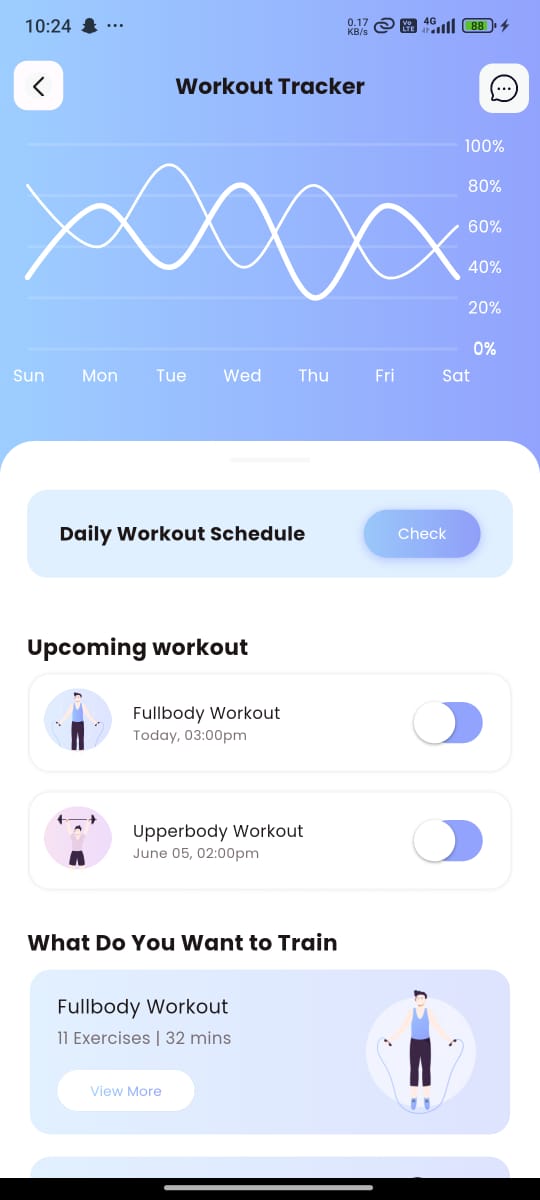 10:24 ... 0.17 KB/s Vo LTE 4G 88
Workout Tracker
100%
80%
60%
40%
20%
0%
Sun Mon Tue Wed Thu Fri Sat
Daily Workout Schedule Check
Upcoming workout
Fullbody Workout
Today, 03:00pm
Upperbody Workout
June 05, 02:00pm
What Do You Want to Train
Fullbody Workout
11 Exercises | 32 mins
View More